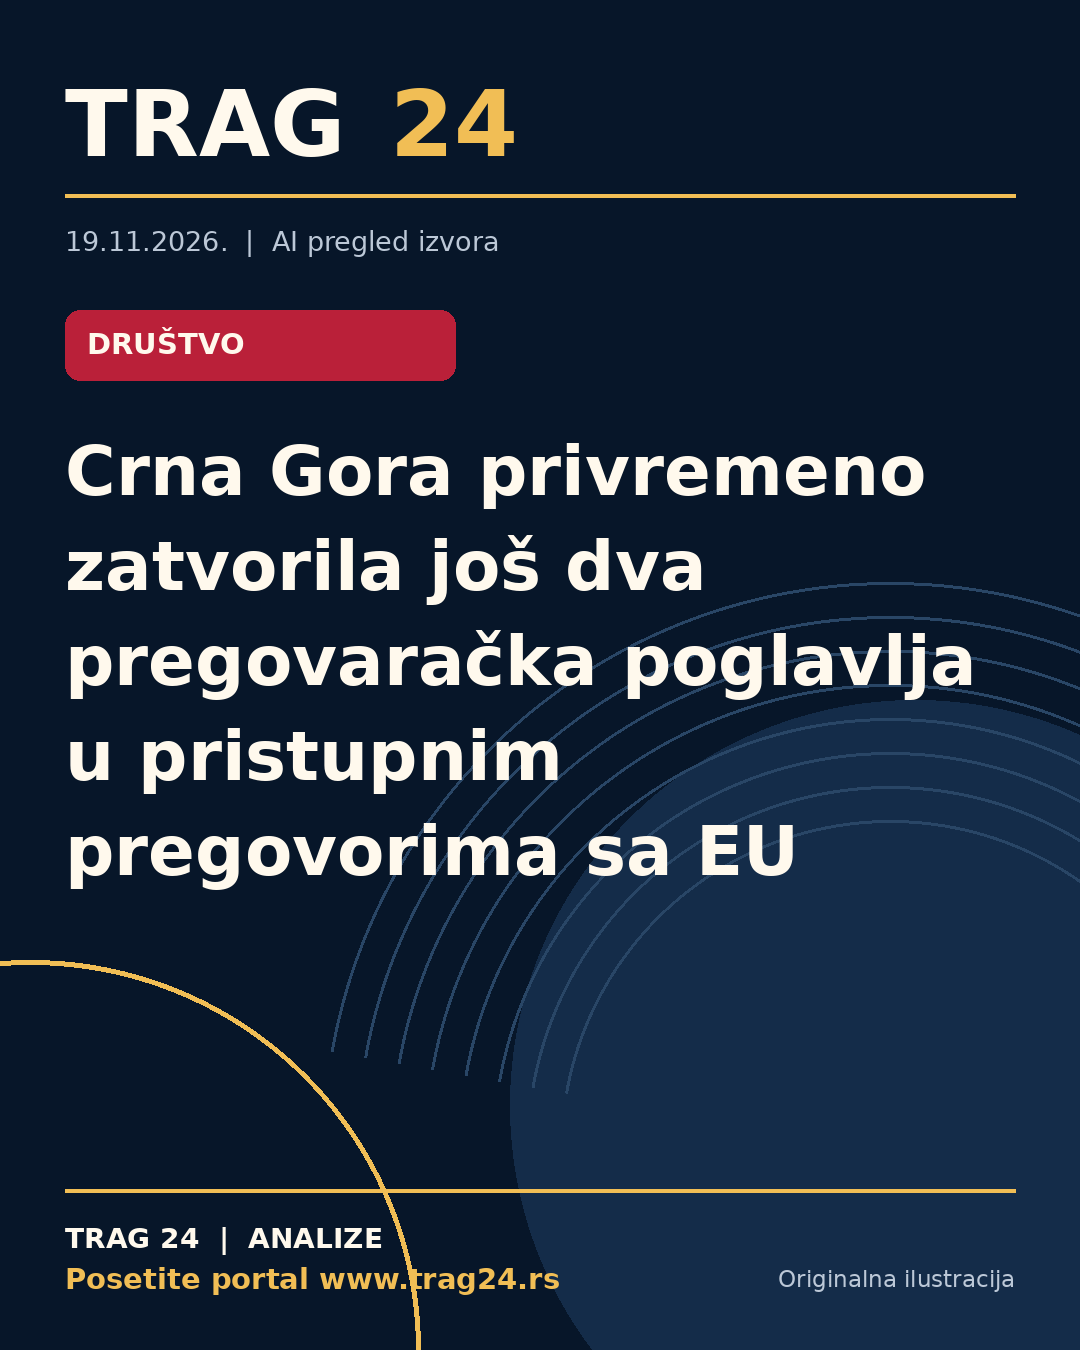 TRAG 24
19.11.2026. | AI pregled izvora
DRUŠTVO
Crna Gora privremeno
zatvorila još dva
pregovaračka poglavlja
u pristupnim
pregovorima sa EU
TRAG 24 | ANALIZE
Posetite portal www.trag24.rs
Originalna ilustracija